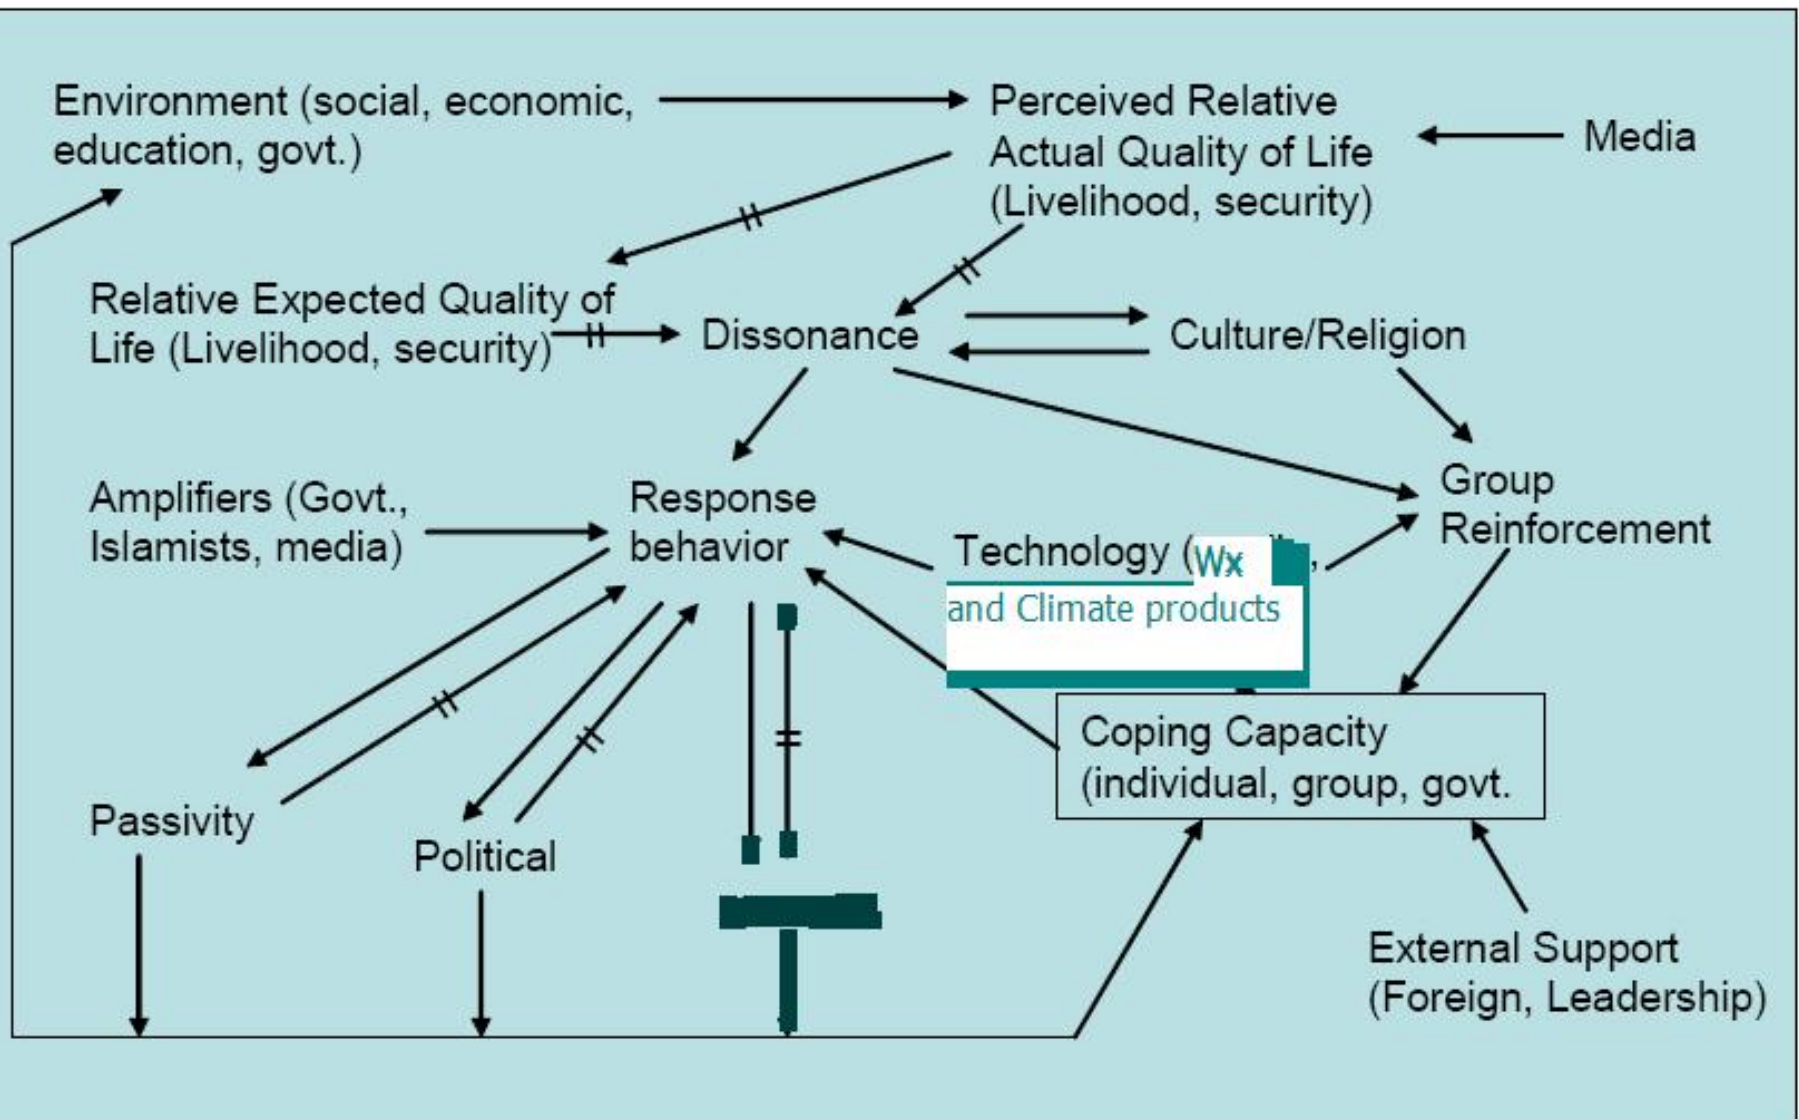 Environment (social, economic,
education, govt.)
Perceived Relative
Actual Quality of Life
(Livelihood, security)
Media
Relative Expected Quality of
Life (Livelihood, security)
Dissonance
Culture/Religion
Amplifiers (Govt.,
Islamists, media)
Response
behavior
Technology (Wx
and Climate products
Group
Reinforcement
Passivity
Political
Coping Capacity
(individual, group, govt.
External Support
(Foreign, Leadership)